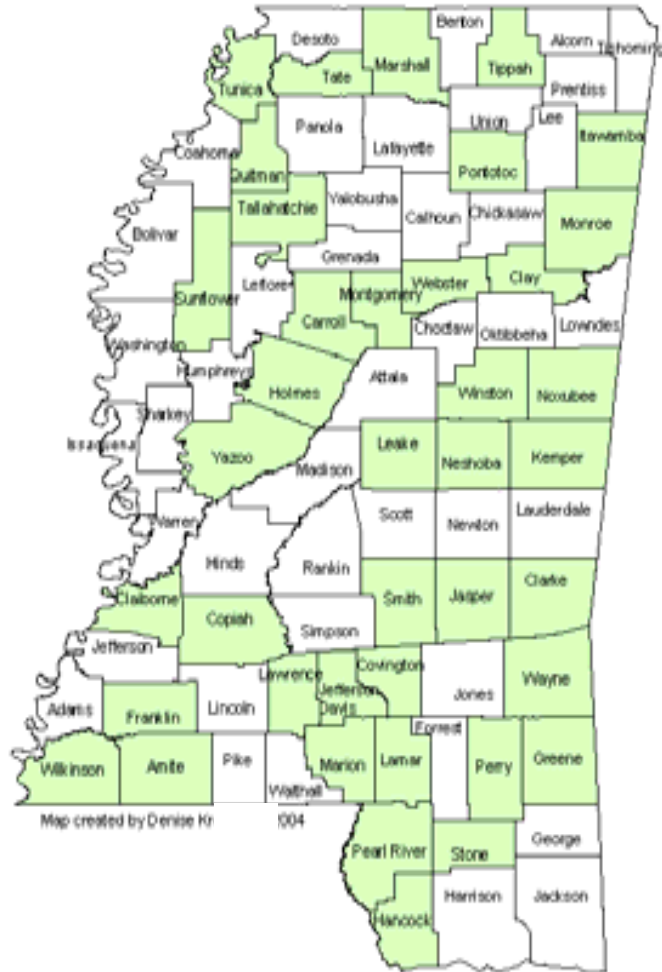 Benton
Desoto
Marshall
Alcorn
Tishoming
Tate
Tippah
Tunica
Prentiss
Panola
Union
Lee
Coahoma
Lafayette
Itawamba
Quitman
Pontotoc
Tallahatchie
Yalobusha
Calhoun
Chickasaw
Monroe
Bolivar
Grenada
Sunflower
Leflore
Montgomery
Webster
Clay
Carroll
Choctaw
Oktibbeha
Lowndes
Washington
Humphreys
Attala
Holmes
Winston
Noxubee
Sharkey
Issaquena
Yazoo
Leake
Neshoba
Kemper
Madison
Warren
Scott
Newton
Lauderdale
Hinds
Rankin
Claiborne
Smith
Jasper
Clarke
Copiah
Simpson
Jefferson
Lawrence
Covington
Jefferson
Davis
Jones
Wayne
Adams
Franklin
Lincoln
Forrest
Wilkinson
Amite
Pike
Walthall
Marion
Lamar
Perry
Greene
Map created by Denise Kr 004
Pearl River
Stone
George
Hancock
Harrison
Jackson